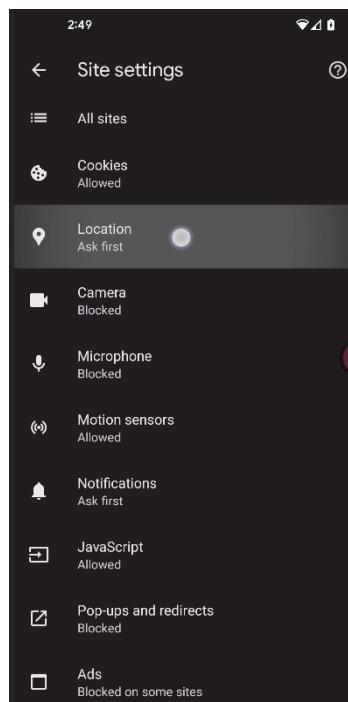 2:49
Site settings
All sites
Cookies
Allowed
Location
Ask first
Camera
Blocked
Microphone
Blocked
Motion sensors
Allowed
Notifications
Ask first
JavaScript
Allowed
Pop-ups and redirects
Blocked
Ads
Blocked on some sites